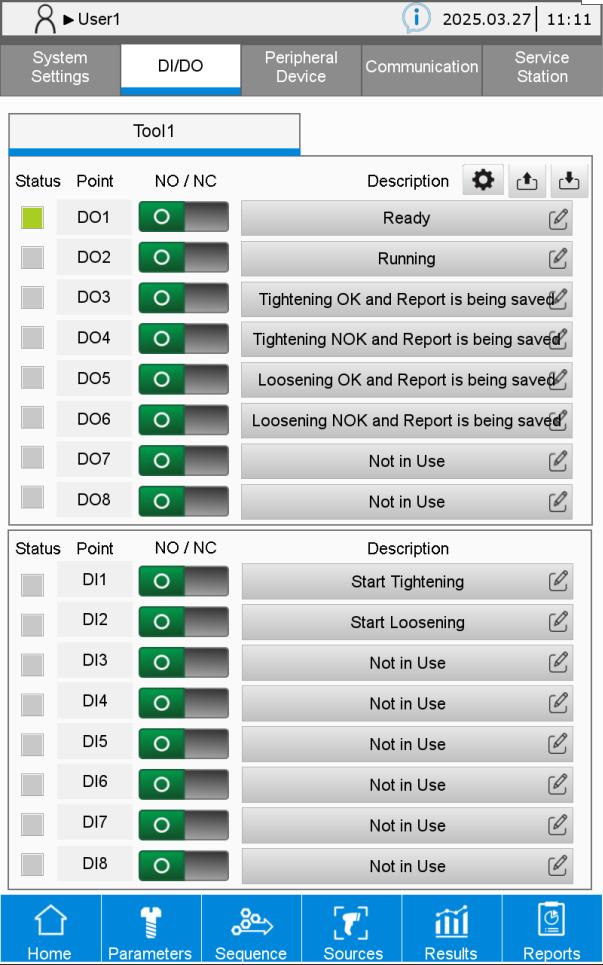 ▶ User1
2025.03.27 11:11
System Settings
DI/DO
Peripheral Device
Communication
Service Station
Tool1
Status Point NO / NC Description
DO1 Ready
DO2 Running
DO3 Tightening OK and Report is being saved
DO4 Tightening NOK and Report is being saved
DO5 Loosening OK and Report is being saved
DO6 Loosening NOK and Report is being saved
DO7 Not in Use
DO8 Not in Use
Status Point NO / NC Description
DI1 Start Tightening
DI2 Start Loosening
DI3 Not in Use
DI4 Not in Use
DI5 Not in Use
DI6 Not in Use
DI7 Not in Use
DI8 Not in Use
Home Parameters Sequence Sources Results Reports